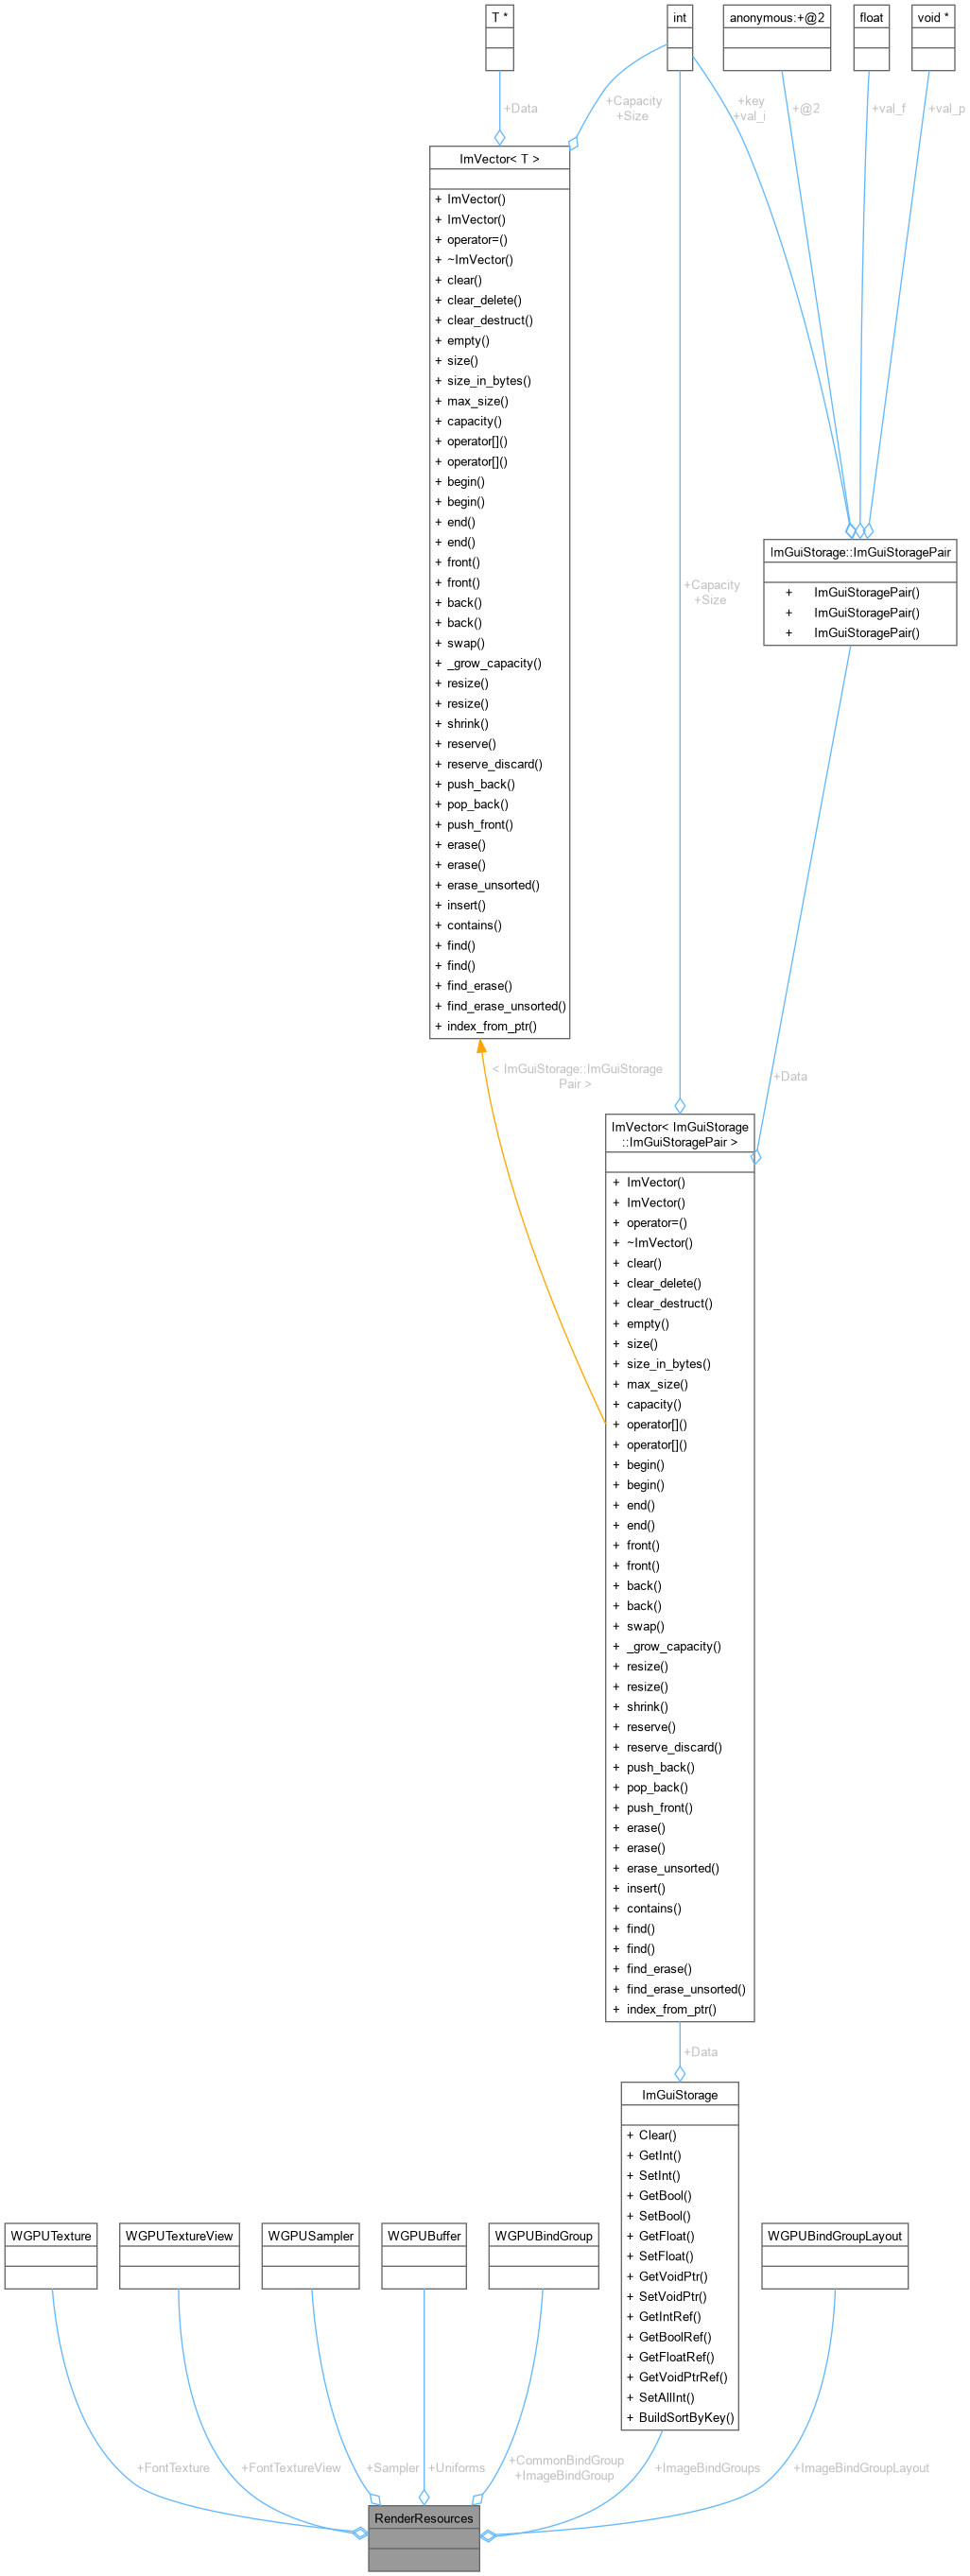 T *
int
anonymous:+@2
float
void *
+Data
+Capacity
+Size
+key
+val_i
+@2
+val_f
+val_p
ImVector< T >
+ ImVector()
+ ImVector()
+ operator=()
+ ~ImVector()
+ clear()
+ clear_delete()
+ clear_destruct()
+ empty()
+ size()
+ size_in_bytes()
+ max_size()
+ capacity()
+ operator[]()
+ operator[]()
+ begin()
+ begin()
+ end()
+ end()
+ front()
+ front()
+ back()
+ back()
+ swap()
+ _grow_capacity()
+ resize()
+ resize()
+ shrink()
+ reserve()
+ reserve_discard()
+ push_back()
+ pop_back()
+ push_front()
+ erase()
+ erase()
+ erase_unsorted()
+ insert()
+ contains()
+ find()
+ find()
+ find_erase()
+ find_erase_unsorted()
+ index_from_ptr()
ImGuiStorage::ImGuiStoragePair
+ ImGuiStoragePair()
+ ImGuiStoragePair()
+ ImGuiStoragePair()
+Capacity
+Size
< ImGuiStorage::ImGuiStorage
Pair >
+Data
ImVector< ImGuiStorage
::ImGuiStoragePair >
+ ImVector()
+ ImVector()
+ operator=()
+ ~ImVector()
+ clear()
+ clear_delete()
+ clear_destruct()
+ empty()
+ size()
+ size_in_bytes()
+ max_size()
+ capacity()
+ operator[]()
+ operator[]()
+ begin()
+ begin()
+ end()
+ end()
+ front()
+ front()
+ back()
+ back()
+ swap()
+ _grow_capacity()
+ resize()
+ resize()
+ shrink()
+ reserve()
+ reserve_discard()
+ push_back()
+ pop_back()
+ push_front()
+ erase()
+ erase()
+ erase_unsorted()
+ insert()
+ contains()
+ find()
+ find()
+ find_erase()
+ find_erase_unsorted()
+ index_from_ptr()
+Data
ImGuiStorage
+ Clear()
+ GetInt()
+ SetInt()
+ GetBool()
+ SetBool()
+ GetFloat()
+ SetFloat()
+ GetVoidPtr()
+ SetVoidPtr()
+ GetIntRef()
+ GetBoolRef()
+ GetFloatRef()
+ GetVoidPtrRef()
+ SetAllInt()
+ BuildSortByKey()
WGPUTexture
WGPUTextureView
WGPUSampler
WGPUBuffer
WGPUBindGroup
WGPUBindGroupLayout
+FontTexture
+FontTextureView
+Sampler
+Uniforms
+CommonBindGroup
+ImageBindGroup
+ImageBindGroups
+ImageBindGroupLayout
RenderResources